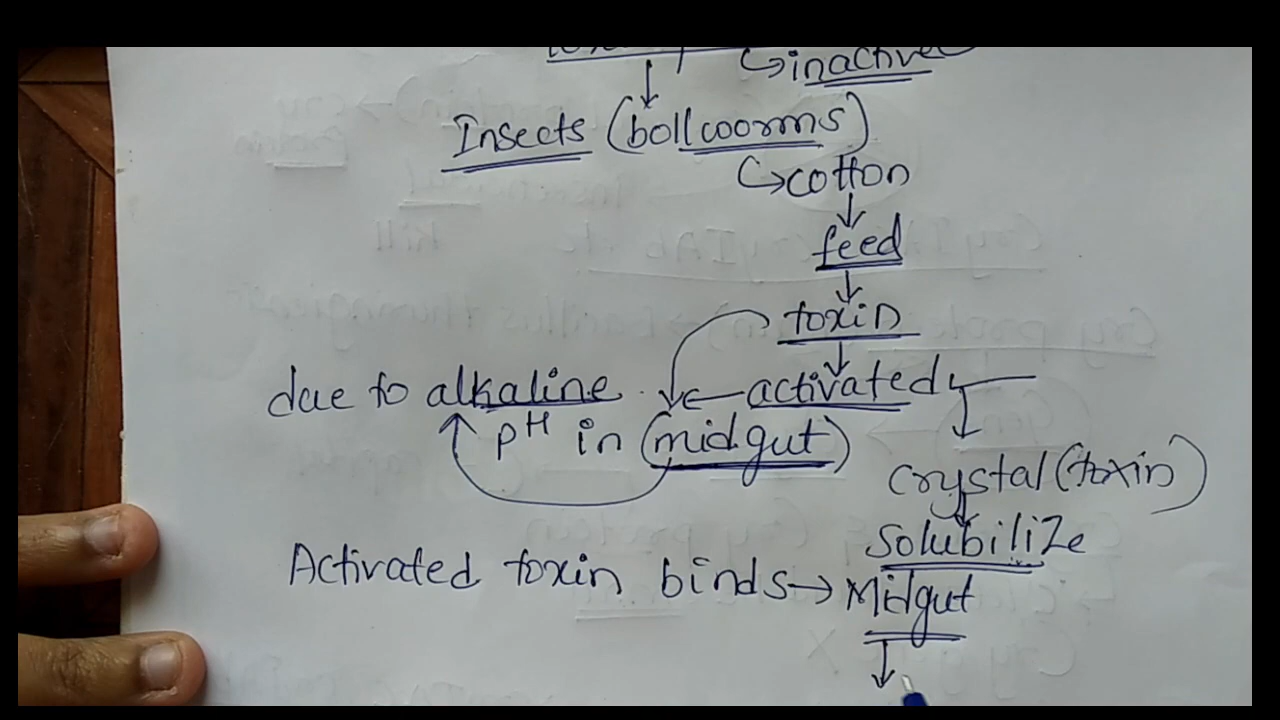 inactive
Insects (bollworms)
cotton
feed
toxin
due to alkaline activated
pH in (midgut)
crystal (toxin)
solubilize
Activated toxin binds → Midgut